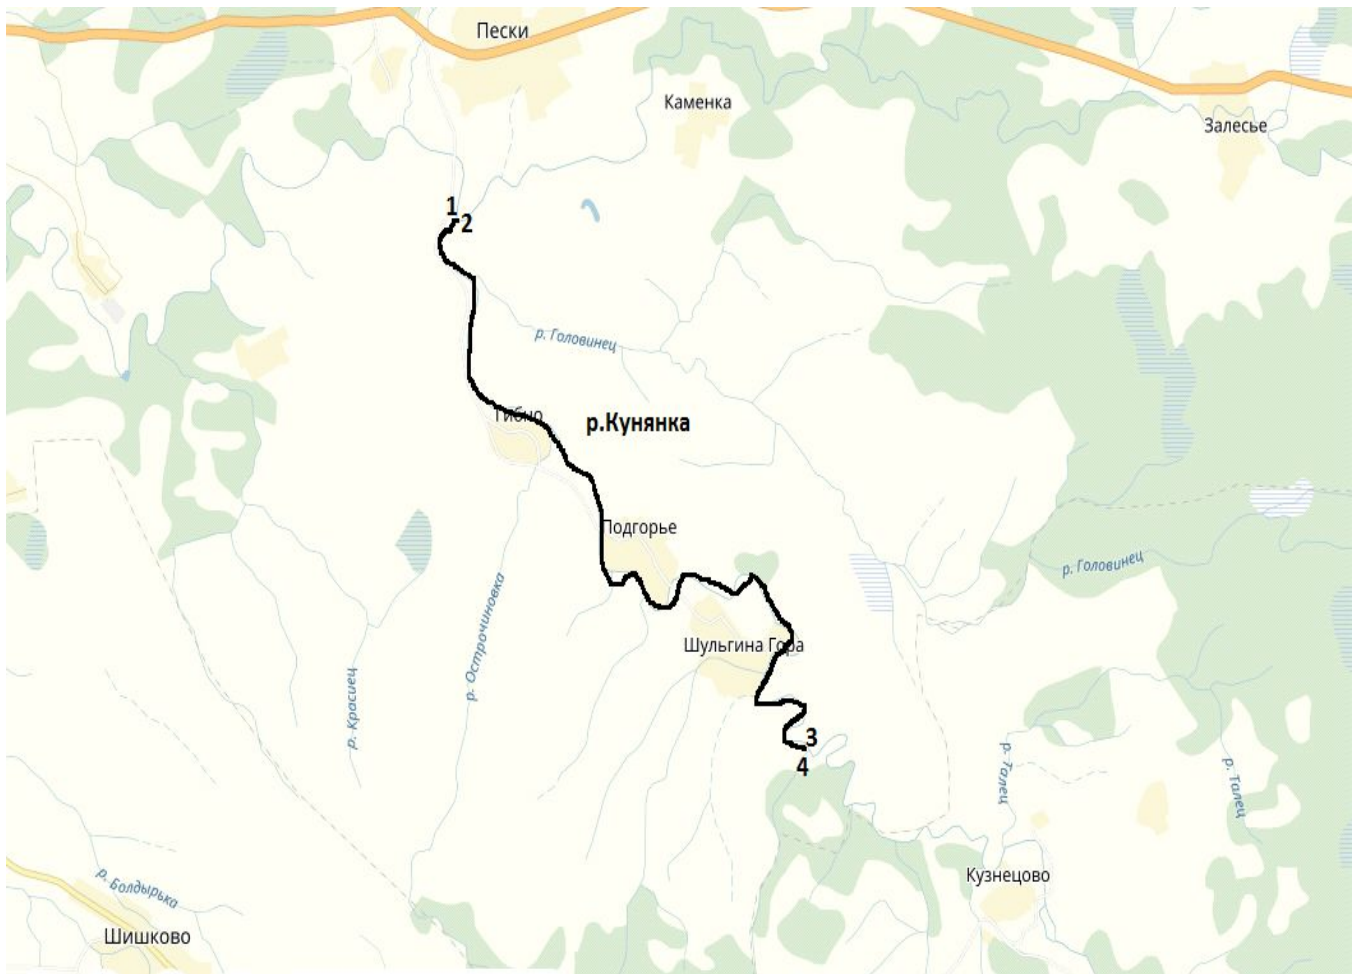 Пески
Каменка
Залесье
1
2
р. Головинец
Гибно
р.Кунянка
Подгорье
р. Головинец
р. Острочиновка
Шульгина Гора
р. Красиец
3
4
р. Талец
р. Талец
р. Болдырька
Кузнецово
Шишково